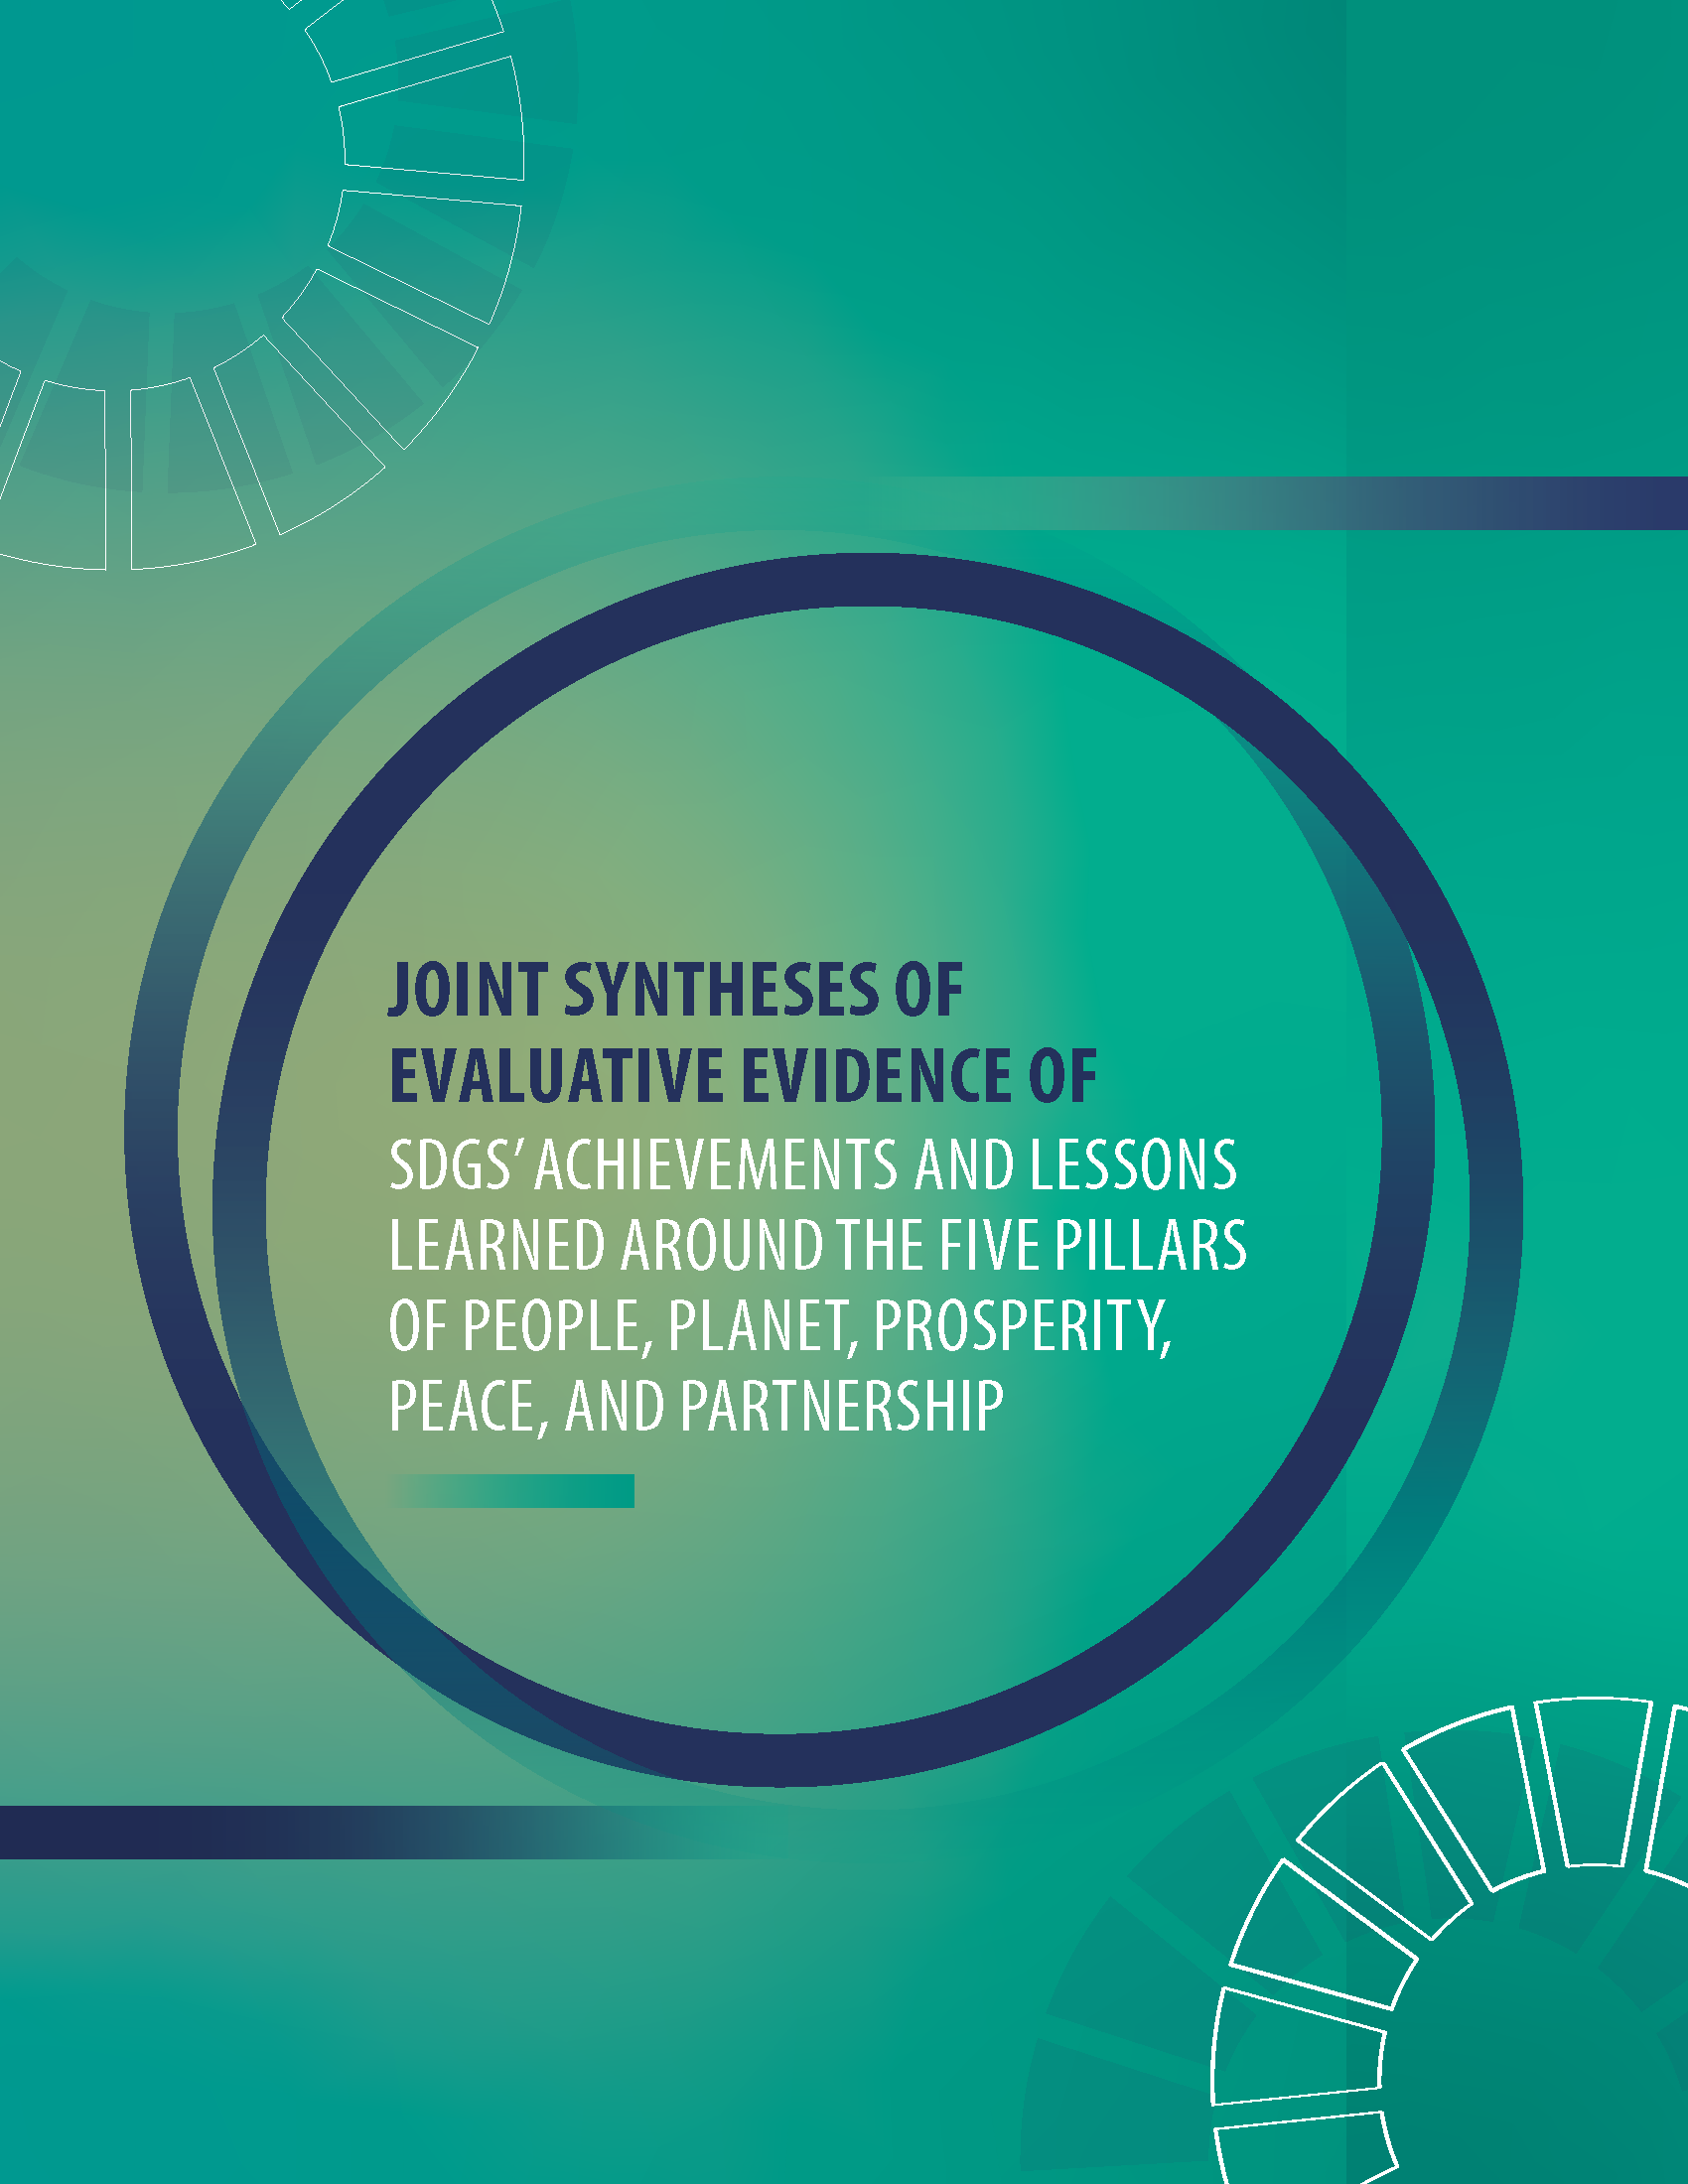 JOINT SYNTHESES OF
EVALUATIVE EVIDENCE OF
SDGS’ ACHIEVEMENTS AND LESSONS
LEARNED AROUND THE FIVE PILLARS
OF PEOPLE, PLANET, PROSPERITY,
PEACE, AND PARTNERSHIP